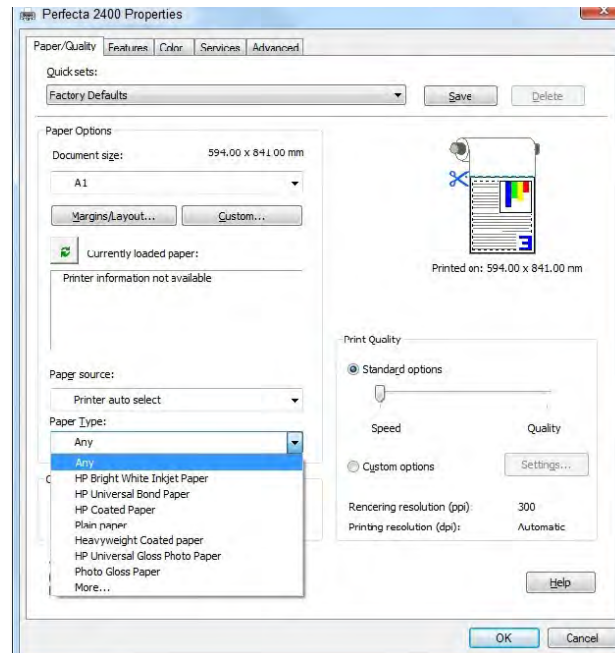 Perfecta 2400 Properties
Paper/Quality Features Color Services Advanced
Quick sets:
Factory Defaults Save Delete
Paper Options
Document size: 594.00 x 841.00 mm
A1
Margins/Layout... Custom...
Currently loaded paper:
Printer information not available
Printed on: 594.00 x 841.00 mm
Print Quality
Standard options
Speed Quality
Custom options Settings...
Rendering resolution (ppi): 300
Printing resolution (dpi): Automatic
Paper source:
Printer auto select
Paper Type:
Any
Any
HP Bright White Inkjet Paper
HP Universal Bond Paper
HP Coated Paper
Plain paper
Heavyweight Coated paper
HP Universal Gloss Photo Paper
Photo Gloss Paper
More...
Help
OK Cancel